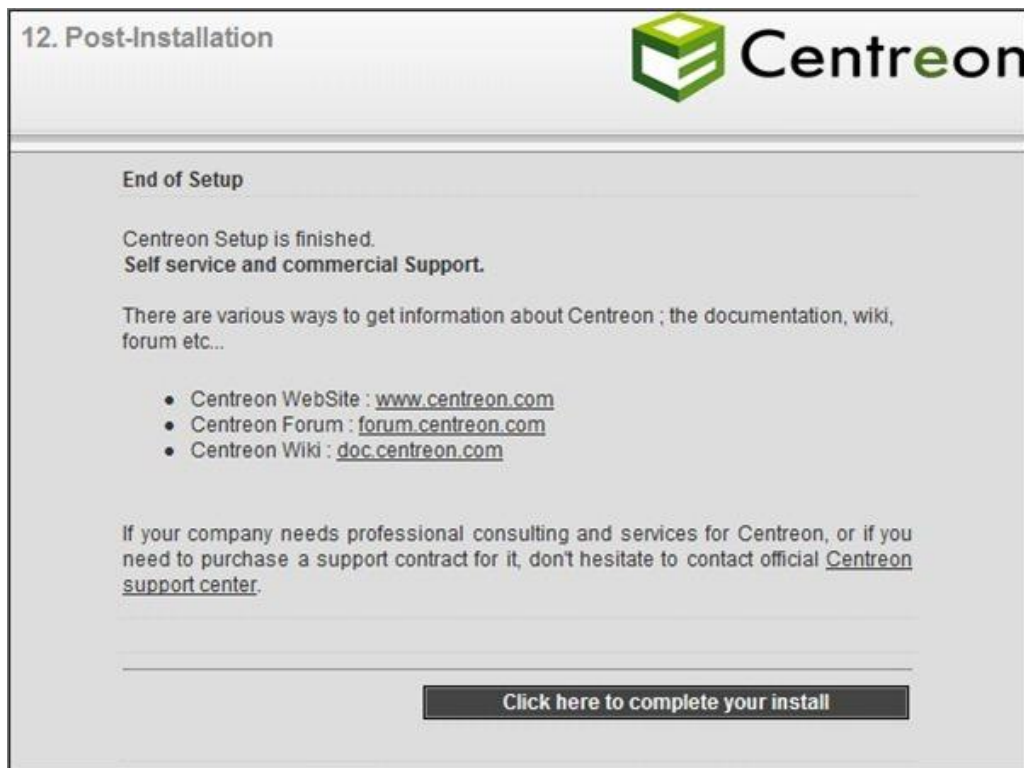 12. Post-Installation
Centreon
End of Setup
Centreon Setup is finished.
Self service and commercial Support.
There are various ways to get information about Centreon ; the documentation, wiki,
forum etc...
• Centreon WebSite : www.centreon.com
• Centreon Forum : forum.centreon.com
• Centreon Wiki : doc.centreon.com
If your company needs professional consulting and services for Centreon, or if you
need to purchase a support contract for it, don't hesitate to contact official Centreon
support center.
Click here to complete your install